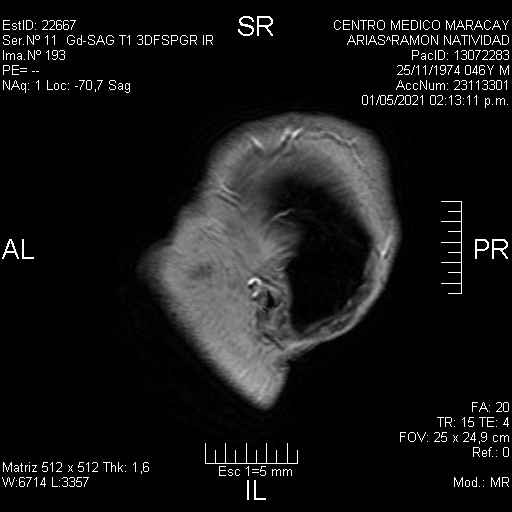 EstID: 22667
Ser.Nº 11 Gd-SAG T1 3DFSPGR IR
Ima.Nº 193
PE= --
NAq: 1 Loc: -70,7 Sag
SR
CENTRO MEDICO MARACAY
ARIAS^RAMON NATIVIDAD
PacID: 13072283
25/11/1974 046Y M
AccNum: 23113301
01/05/2021 02:13:11 p.m.
AL
PR
FA: 20
TR: 15 TE: 4
FOV: 25 x 24,9 cm
Ref.: 0
Matriz 512 x 512 Thk: 1,6
W:6714 L:3357
Esc 1=5 mm
IL
Mod.: MR